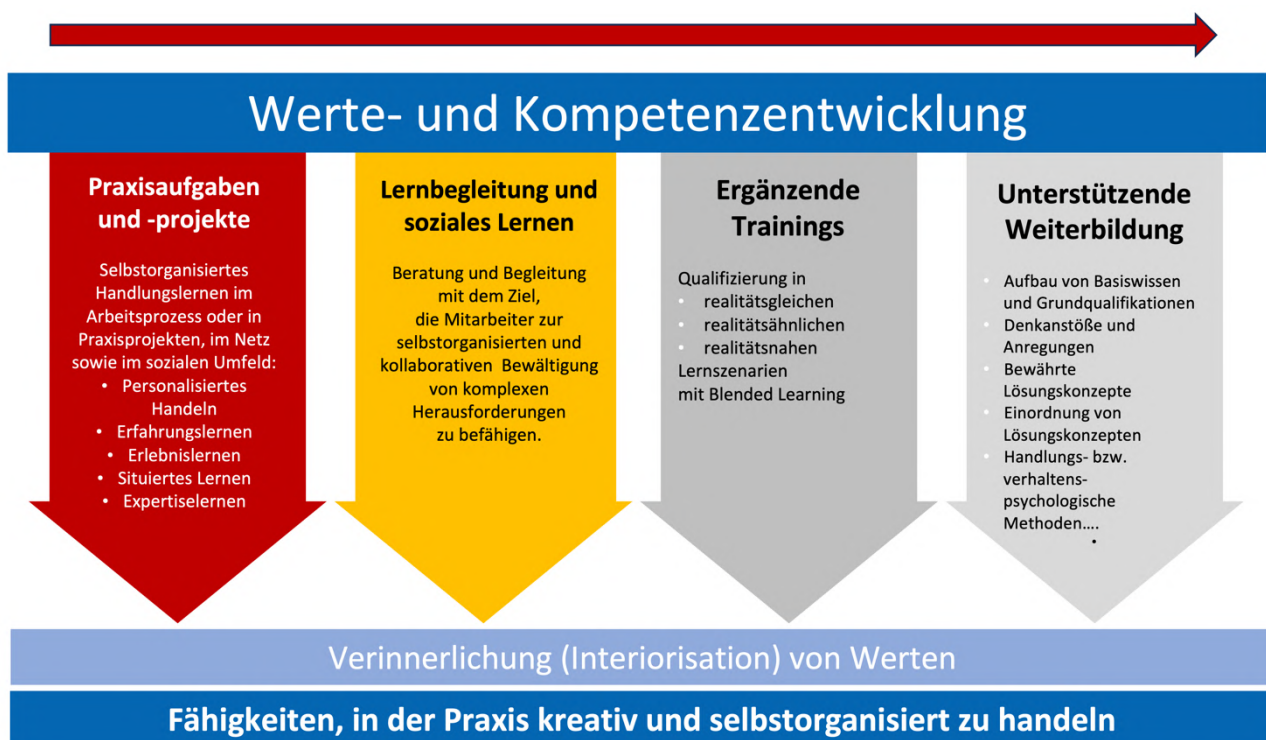 Werte- und Kompetenzentwicklung
Praxisaufgaben
und -projekte
Selbstorganisiertes
Handlungslernen im
Arbeitsprozess oder in
Praxisprojekten, im Netz
sowie im sozialen Umfeld:
• Personalisiertes
Handeln
• Erfahrungslernen
• Erlebnislernen
• Situiertes Lernen
• Expertiselernen
Lernbegleitung und
soziales Lernen
Beratung und Begleitung
mit dem Ziel,
die Mitarbeiter zur
selbstorganisierten und
kollaborativen Bewältigung
von komplexen
Herausforderungen
zu befähigen.
Ergänzende
Trainings
Qualifizierung in
• realitätsgleichen
• realitätsähnlichen
• realitätsnahen
Lernszenarien
mit Blended Learning
Unterstützende
Weiterbildung
• Aufbau von Basiswissen
und Grundqualifikationen
• Denkanstöße und
Anregungen
• Bewährte
Lösungskonzepte
• Einordnung von
Lösungskonzepten
• Handlungs- bzw.
verhaltens-
psychologische
Methoden….
•
Verinnerlichung (Interiorisation) von Werten
Fähigkeiten, in der Praxis kreativ und selbstorganisiert zu handeln